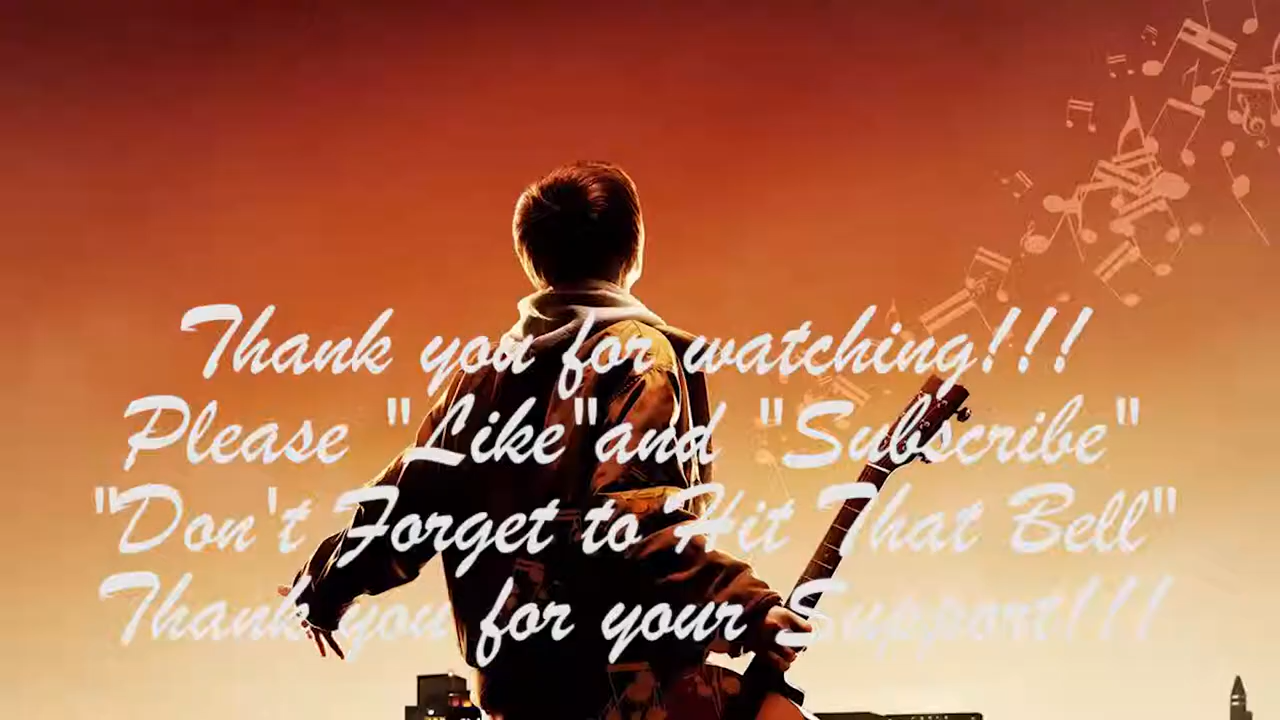 Thank you for watching!!!
Please "Like"and "Subscribe"
"Don't Forget to Hit That Bell"
Thank you for your Support!!!